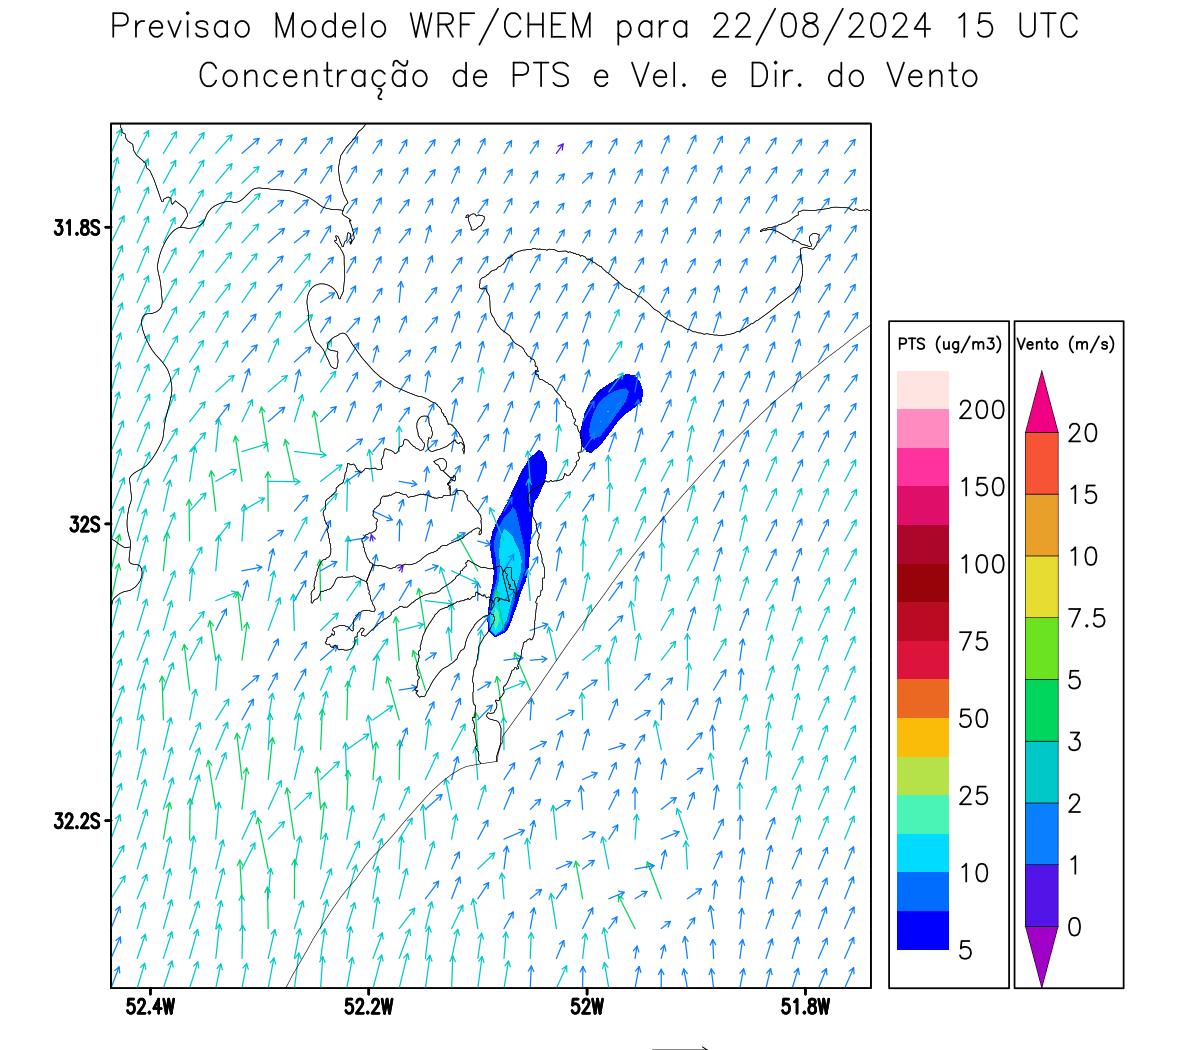 Previsao Modelo WRF/CHEM para 22/08/2024 15 UTC
Concentração de PTS e Vel. e Dir. do Vento
31.8S
32S
32.2S
52.4W 52.2W 52W 51.8W
PTS (ug/m3)
200
150
100
75
50
25
10
5
Vento (m/s)
20
15
10
7.5
5
3
2
1
0